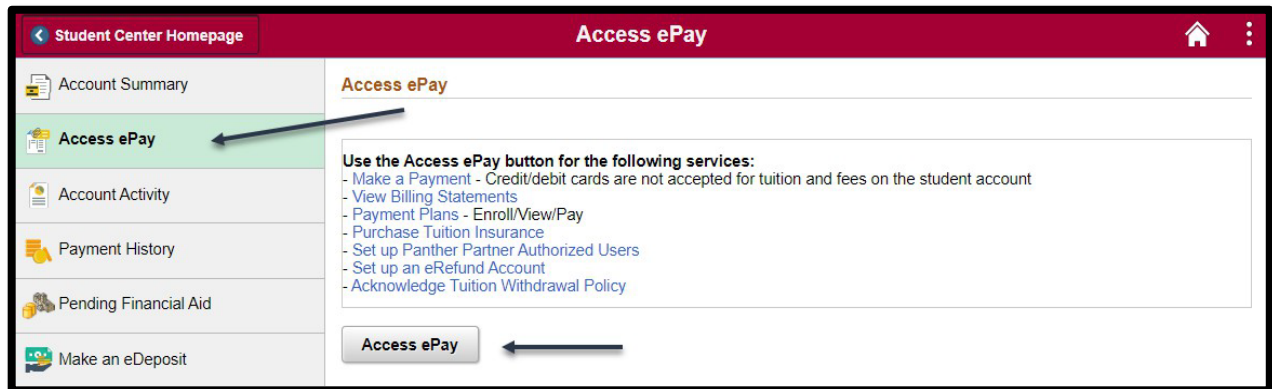 Student Center Homepage
Access ePay
Account Summary
Access ePay
Account Activity
Payment History
Pending Financial Aid
Make an eDeposit
Access ePay
Use the Access ePay button for the following services:
- Make a Payment - Credit/debit cards are not accepted for tuition and fees on the student account
- View Billing Statements
- Payment Plans - Enroll/View/Pay
- Purchase Tuition Insurance
- Set up Panther Partner Authorized Users
- Set up an eRefund Account
- Acknowledge Tuition Withdrawal Policy
Access ePay